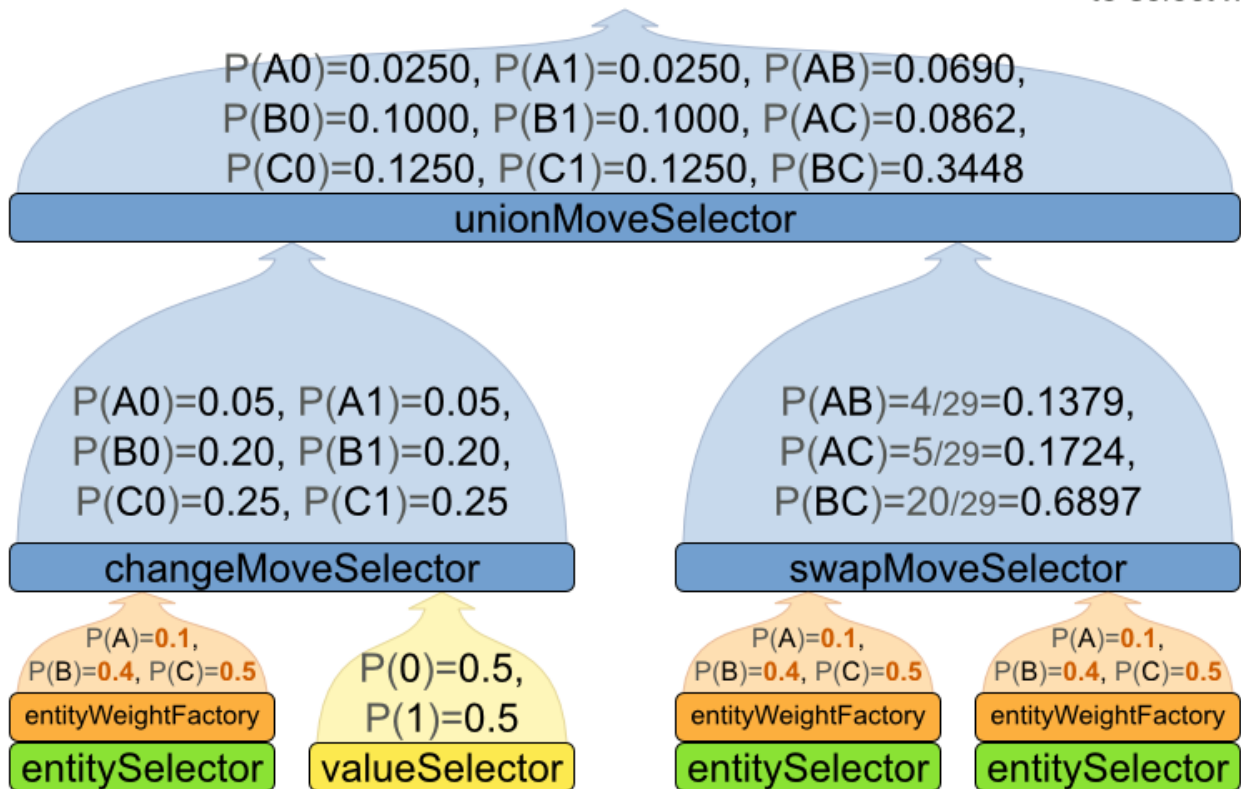 P(A0)=0.0250, P(A1)=0.0250, P(AB)=0.0690,
P(B0)=0.1000, P(B1)=0.1000, P(AC)=0.0862,
P(C0)=0.1250, P(C1)=0.1250, P(BC)=0.3448
unionMoveSelector
P(A0)=0.05, P(A1)=0.05,
P(B0)=0.20, P(B1)=0.20,
P(C0)=0.25, P(C1)=0.25
changeMoveSelector
P(AB)=4/29=0.1379,
P(AC)=5/29=0.1724,
P(BC)=20/29=0.6897
swapMoveSelector
P(A)=0.1,
P(B)=0.4, P(C)=0.5
entityWeightFactory
entitySelector
P(0)=0.5,
P(1)=0.5
valueSelector
P(A)=0.1,
P(B)=0.4, P(C)=0.5
entityWeightFactory
entitySelector
P(A)=0.1,
P(B)=0.4, P(C)=0.5
entityWeightFactory
entitySelector